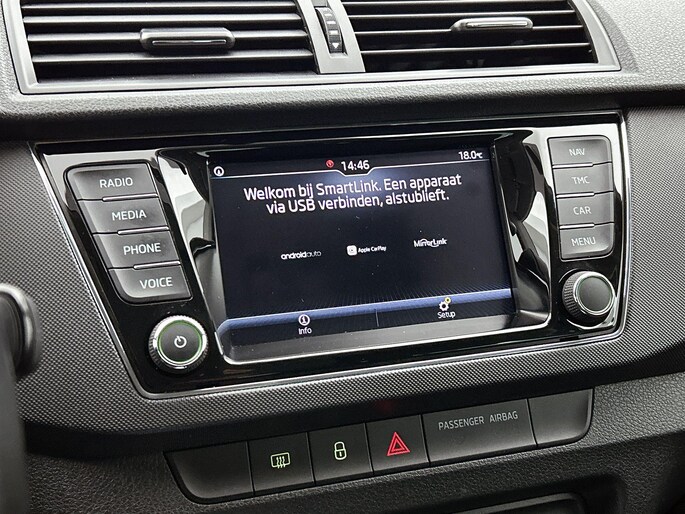 14:46
18.0°C
Welkom bij SmartLink. Een apparaat
via USB verbinden, alstublieft.
androidauto
Apple CarPlay
MirrorLink
Info
Setup
RADIO
MEDIA
PHONE
VOICE
NAV
TMC
CAR
MENU
PASSENGER AIRBAG